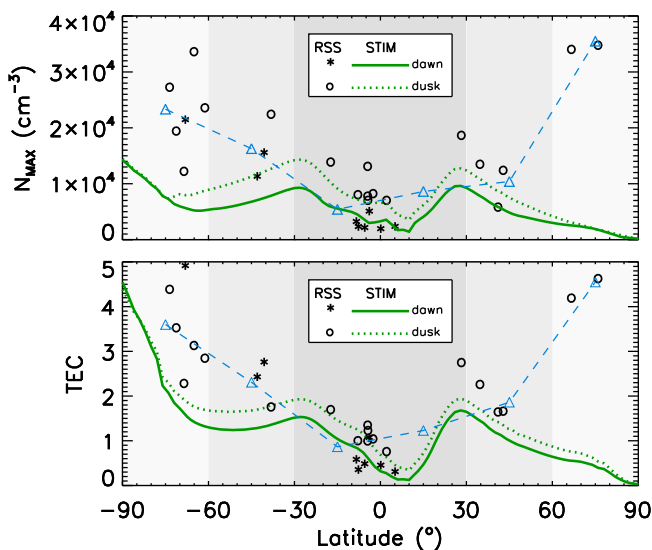 4×10⁴
3×10⁴
2×10⁴
1×10⁴
0
N_MAX (cm⁻³)
RSS STIM
* dawn
o dusk
5
4
3
2
1
0
TEC
RSS STIM
* dawn
o dusk
−90 −60 −30 0 30 60 90
Latitude (°)